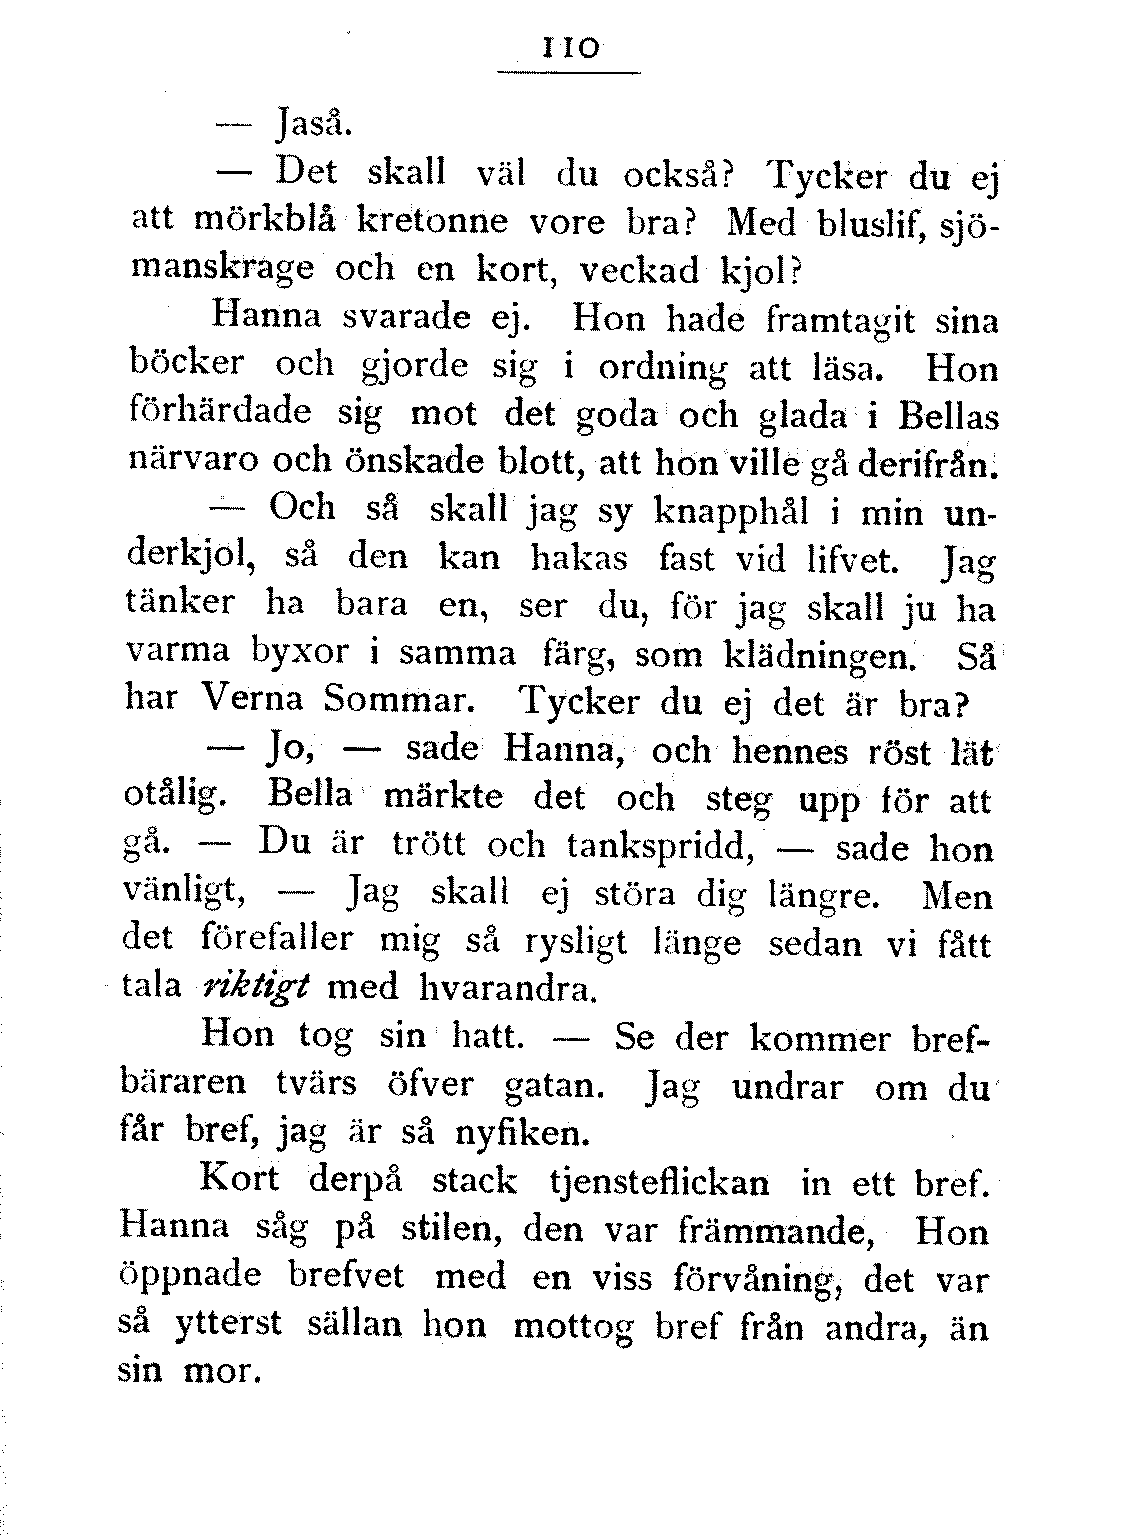 110
— Jaså.
— Det skall väl du också? Tycker du ej
att mörkblå kretonne vore bra? Med bluslif, sjö-
manskrage och en kort, veckad kjol?
Hanna svarade ej. Hon hade framtagit sina
böcker och gjorde sig i ordning att läsa. Hon
förhärdade sig mot det goda och glada i Bellas
närvaro och önskade blott, att hon ville gå derifrån.
— Och så skall jag sy knapphål i min un-
derkjol, så den kan hakas fast vid lifvet. Jag
tänker ha bara en, ser du, för jag skall ju ha
varma byxor i samma färg, som klädningen. Så
har Verna Sommar. Tycker du ej det är bra?
— Jo, — sade Hanna, och hennes röst lät
otålig. Bella märkte det och steg upp för att
gå. — Du är trött och tankspridd, — sade hon
vänligt, — Jag skall ej störa dig längre. Men
det förefaller mig så rysligt länge sedan vi fått
tala riktigt med hvarandra.
Hon tog sin hatt. — Se der kommer bref-
bäraren tvärs öfver gatan. Jag undrar om du
får bref, jag är så nyfiken.
Kort derpå stack tjensteflickan in ett bref.
Hanna såg på stilen, den var främmande, Hon
öppnade brefvet med en viss förvåning, det var
så ytterst sällan hon mottog bref från andra, än
sin mor.